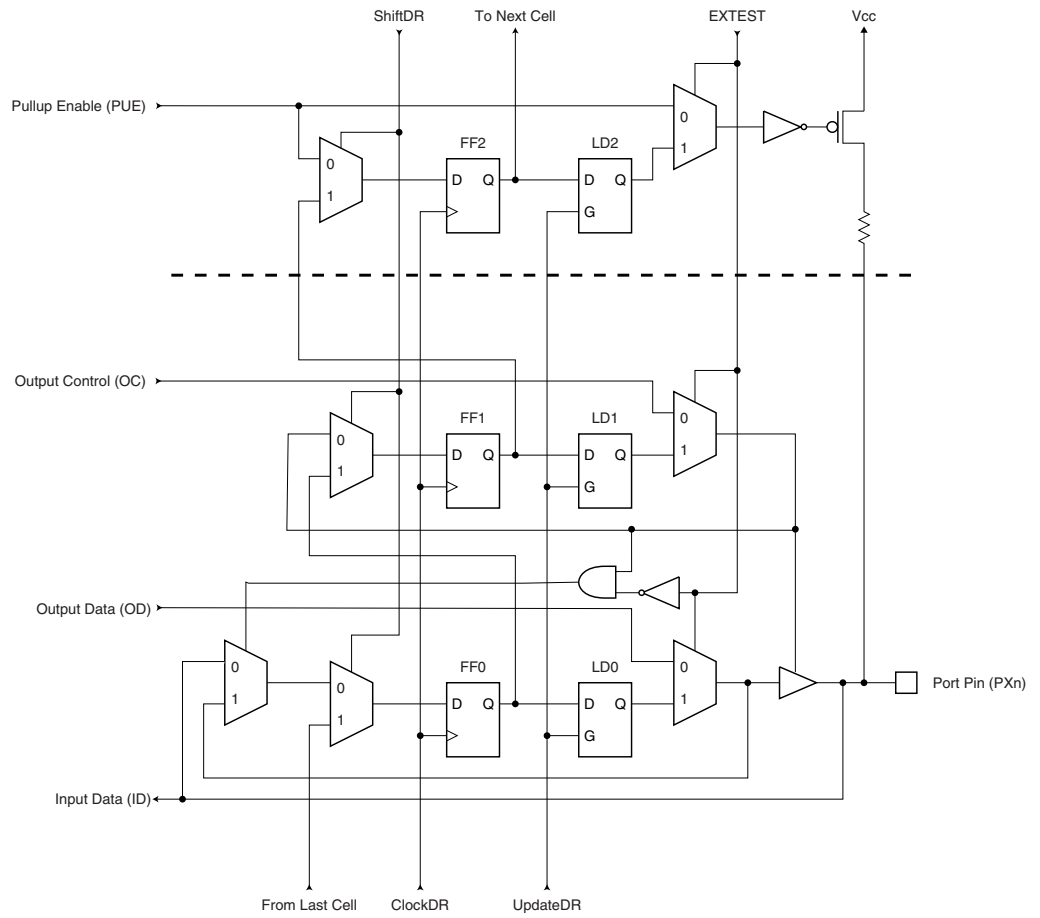 ShiftDR To Next Cell EXTEST Vcc
Pullup Enable (PUE)
0
1
FF2
D Q
LD2
D Q
G
0
1
Output Control (OC)
0
1
FF1
D Q
LD1
D Q
G
0
1
Output Data (OD)
0
1
0
1
FF0
D Q
LD0
D Q
G
0
1
Port Pin (PXn)
Input Data (ID)
From Last Cell ClockDR UpdateDR